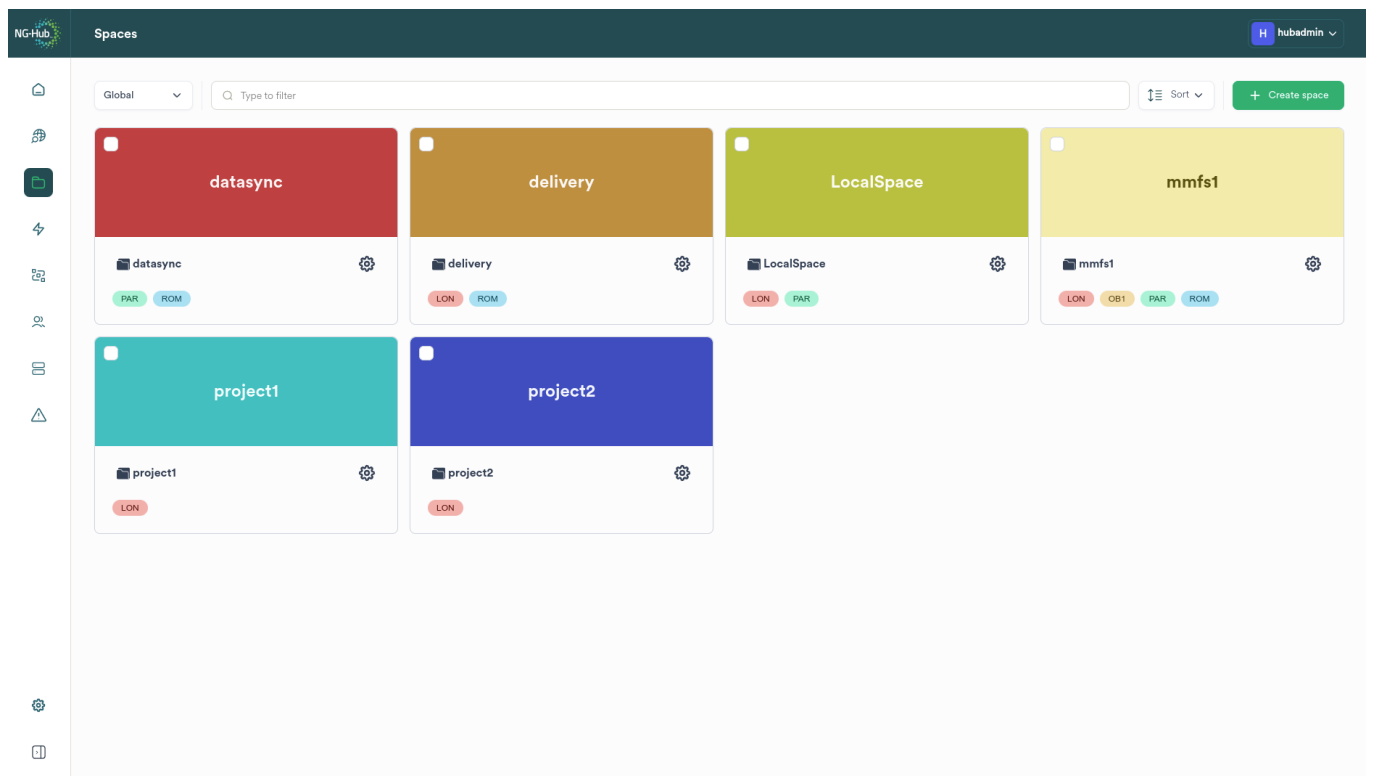 NG-Hub Spaces H hubadmin
Global Type to filter Sort + Create space
datasync delivery LocalSpace mmfs1
datasync delivery LocalSpace mmfs1
PAR ROM LON ROM LON PAR LON OB1 PAR ROM
project1 project2
project1 project2
LON LON